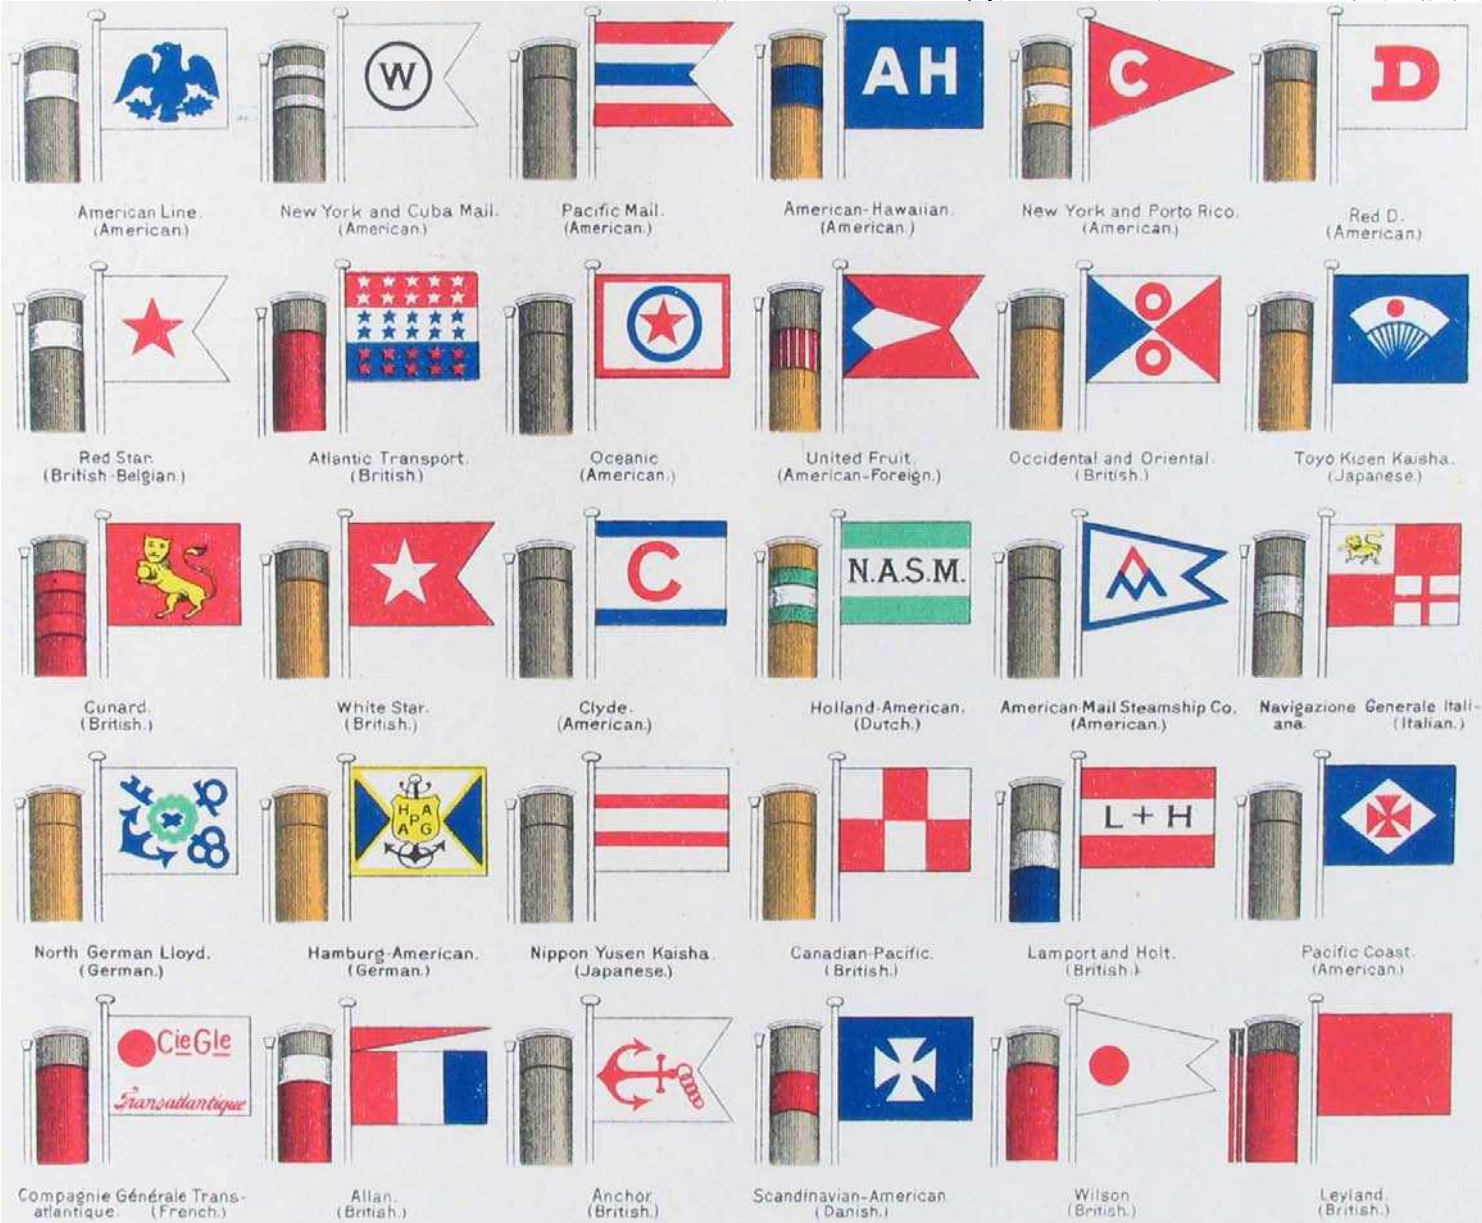 W
AH
C
D
American Line.
(American.)
New York and Cuba Mail.
(American.)
Pacific Mail.
(American.)
American-Hawaiian.
(American.)
New York and Porto Rico.
(American.)
Red D.
(American)
Red Star.
(British-Belgian.)
Atlantic Transport.
(British)
Oceanic
(American.)
United Fruit.
(American-Foreign.)
Occidental and Oriental.
(British.)
Toyo Kisen Kaisha.
(Japanese.)
C
N.A.S.M.
Cunard.
(British.)
White Star.
(British.)
Clyde.
(American.)
Holland-American.
(Dutch.)
American-Mail Steamship Co.
(American.)
Navigazione Generale Itali-
ana. (Italian.)
H A
P
A G
L + H
North German Lloyd.
(German.)
Hamburg-American.
(German.)
Nippon Yusen Kaisha.
(Japanese.)
Canadian-Pacific.
(British.)
Lamport and Holt.
(British.)
Pacific Coast.
(American.)
Cie Gle
Transatlantique
Compagnie Générale Trans-
atlantique. (French.)
Allan.
(British.)
Anchor
(British.)
Scandinavian-American
(Danish.)
Wilson
(British.)
Leyland.
(British.)